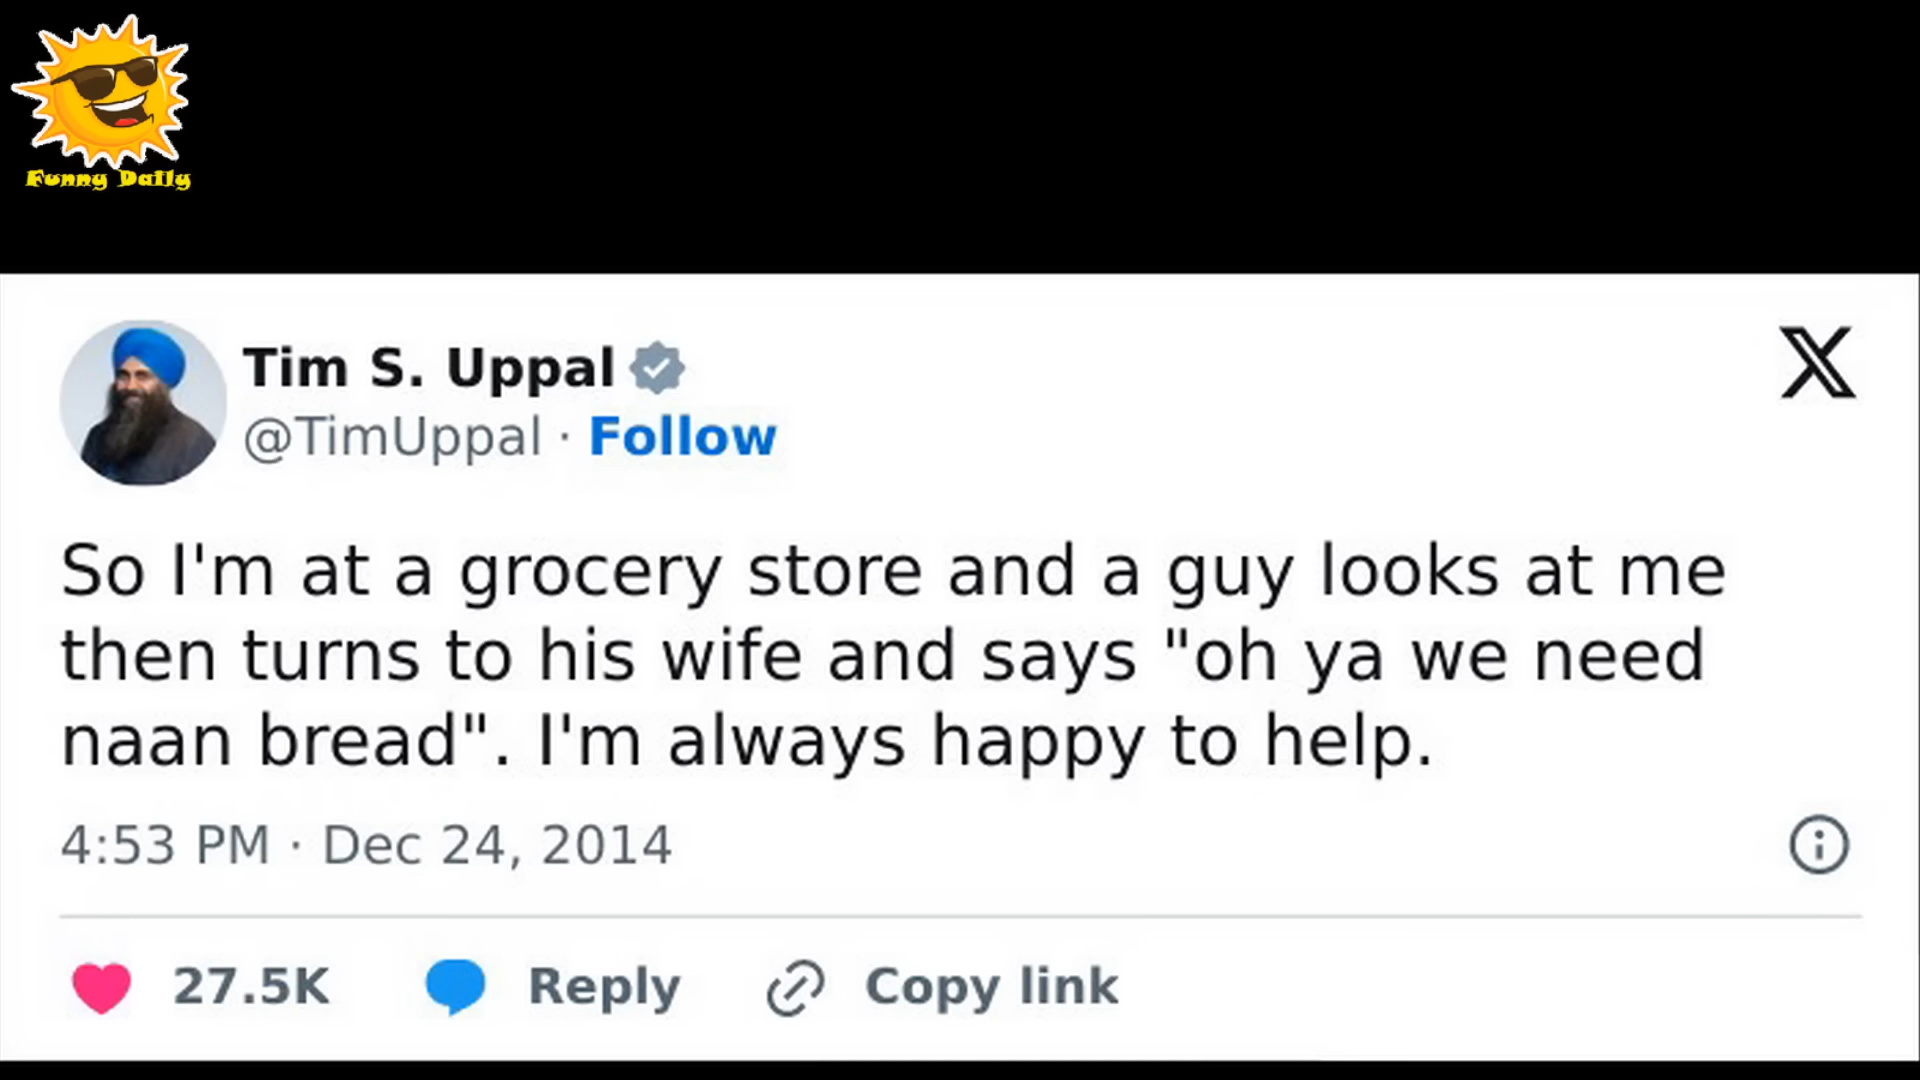 Funny Daily
Tim S. Uppal
@TimUppal · Follow
So I'm at a grocery store and a guy looks at me
then turns to his wife and says "oh ya we need
naan bread". I'm always happy to help.
4:53 PM · Dec 24, 2014
27.5K Reply Copy link